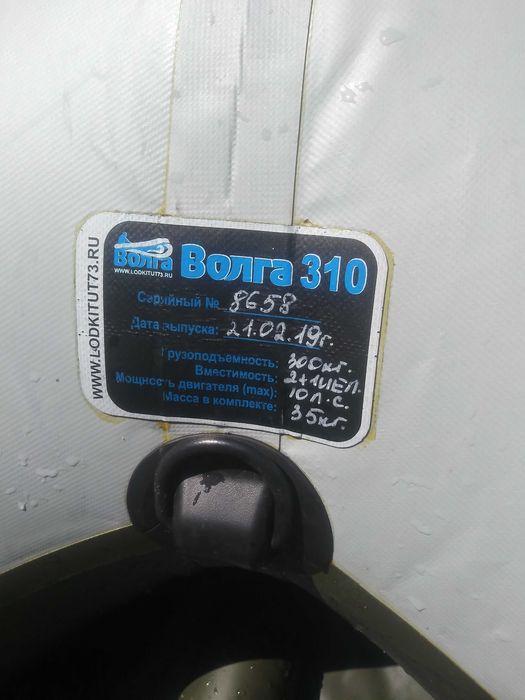 Волга
WWW.LODKITUT73.RU
Волга 310
Серийный № 8658
Дата выпуска: 21.02.19г.
Грузоподъемность: 300кг.
Вместимость: 2+1ЧЕЛ.
Мощность двигателя (max): 10Л.С.
Масса в комплекте: 35кг.
WWW.LODKITUT73.RU